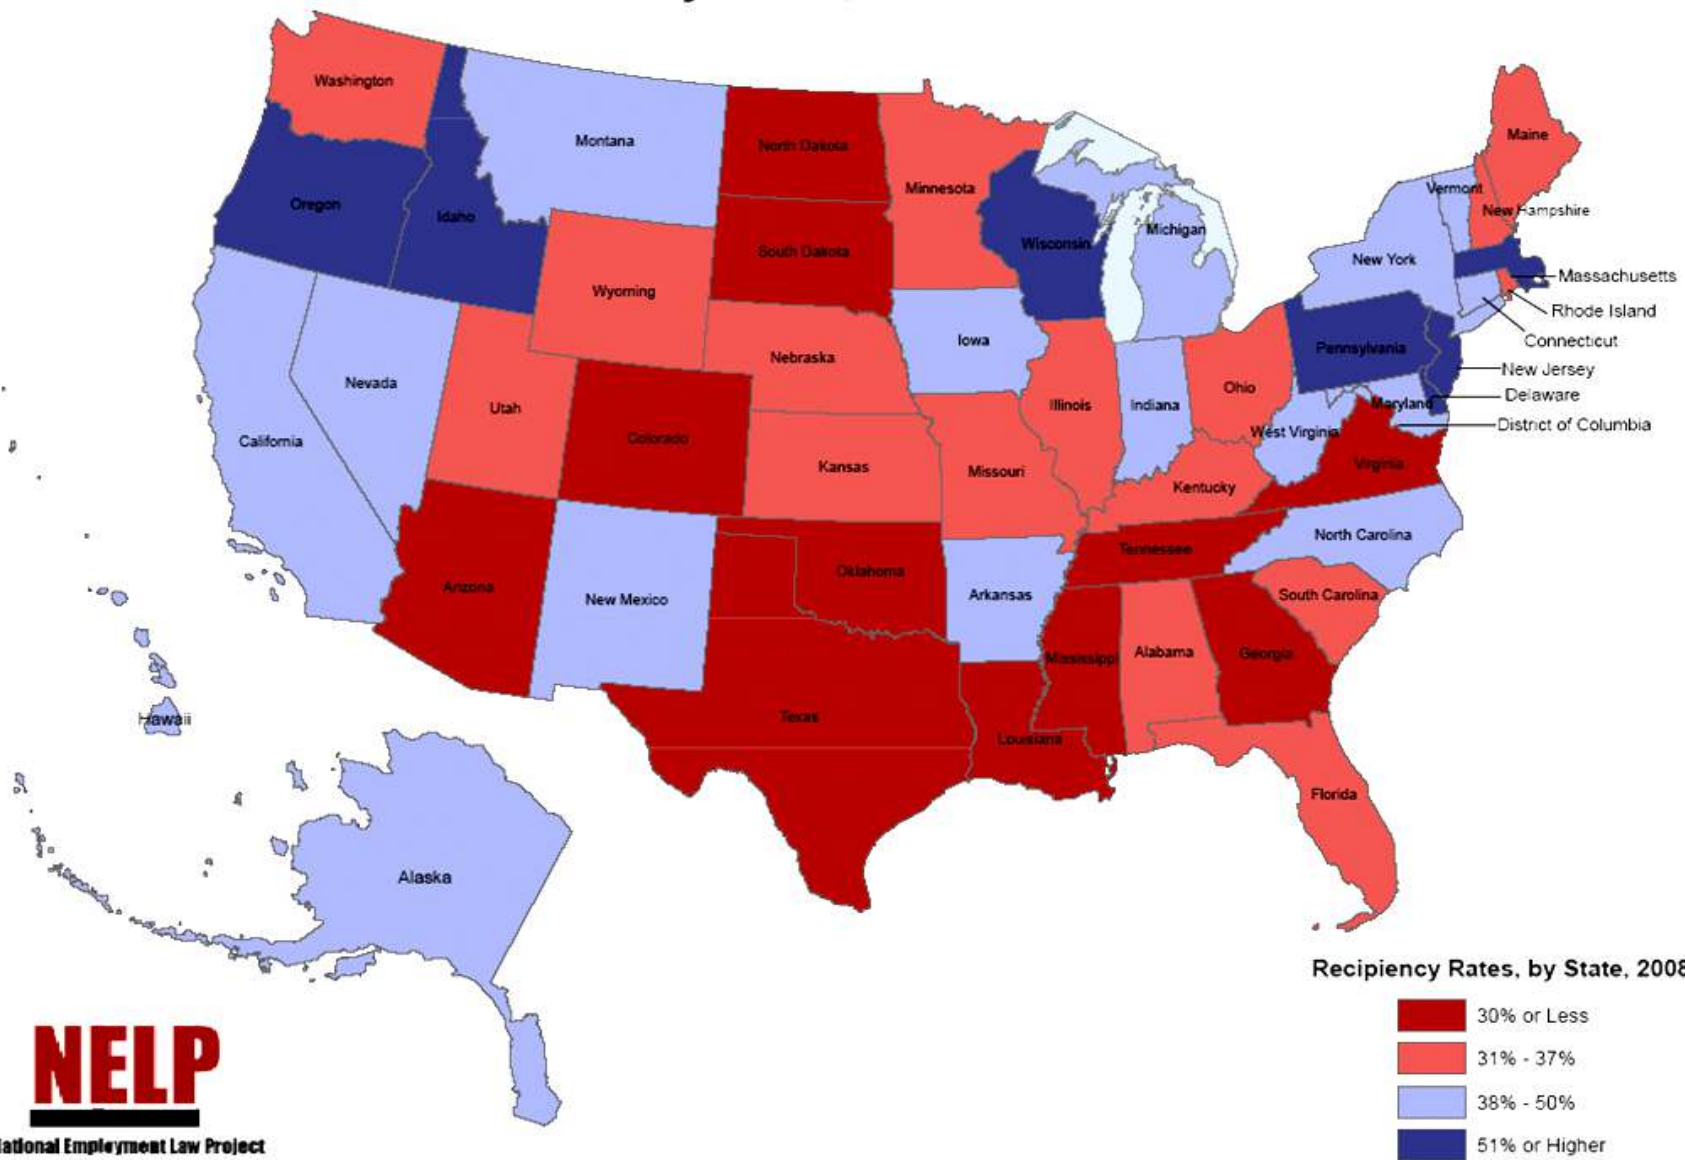 Washington
Montana
North Dakota
Minnesota
Maine
Vermont
New Hampshire
Oregon
Idaho
Wisconsin
Michigan
South Dakota
New York
Massachusetts
Wyoming
Rhode Island
Iowa
Connecticut
Pennsylvania
Nebraska
New Jersey
Nevada
Ohio
Delaware
Utah
Illinois
Indiana
Maryland
District of Columbia
California
Colorado
West Virginia
Kansas
Missouri
Virginia
Kentucky
North Carolina
Tennessee
Arizona
Oklahoma
New Mexico
Arkansas
South Carolina
Mississippi
Alabama
Georgia
Hawaii
Texas
Louisiana
Florida
Alaska
Recipiency Rates, by State, 2008
30% or Less
31% - 37%
38% - 50%
51% or Higher
NELP
National Employment Law Project